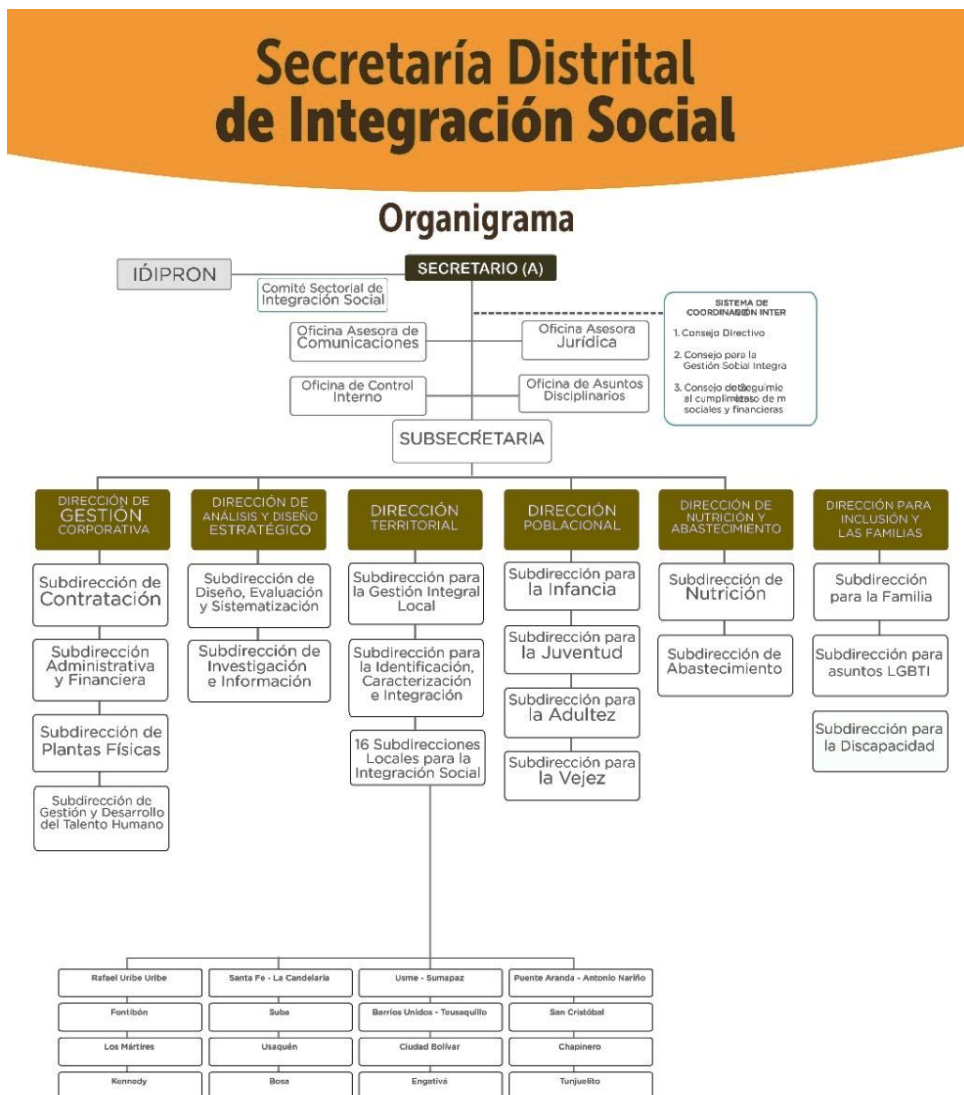 Secretaría Distrital
de Integración Social
Organigrama
IDIPRON
SECRETARIO (A)
Comité Sectorial de
Integración Social
SISTEMA DE
COORDINACIÓN INTER
1. Consejo Directivo
2. Consejo para la
Gestión Social Integra
3. Consejo de Seguimie
al cumplimiento de m
sociales y financieras
Oficina Asesora de
Comunicaciones
Oficina Asesora
Jurídica
Oficina de Control
Interno
Oficina de Asuntos
Disciplinarios
SUBSECRETARIA
DIRECCIÓN DE
GESTIÓN
CORPORATIVA
Subdirección de
Contratación
Subdirección
Administrativa
y Financiera
Subdirección de
Plantas Físicas
Subdirección de
Gestión y Desarrollo
del Talento Humano
DIRECCIÓN DE
ANÁLISIS Y DISEÑO
ESTRATÉGICO
Subdirección de
Diseño, Evaluación
y Sistematización
Subdirección de
Investigación
e Información
DIRECCIÓN
TERRITORIAL
Subdirección para
la Gestión Integral
Local
Subdirección para
la Identificación,
Caracterización
e Integración
16 Subdirecciones
Locales para la
Integración Social
DIRECCIÓN
POBLACIONAL
Subdirección para
la Infancia
Subdirección para
la Juventud
Subdirección para
la Adultez
Subdirección para
la Vejez
DIRECCIÓN DE
NUTRICIÓN Y
ABASTECIMIENTO
Subdirección de
Nutrición
Subdirección de
Abastecimiento
DIRECCIÓN PARA
INCLUSIÓN Y
LAS FAMILIAS
Subdirección
para la Familia
Subdirección para
asuntos LGBTI
Subdirección para
la Discapacidad
Rafael Uribe Uribe
Santa Fe - La Candelaria
Usme - Sumapaz
Puente Aranda - Antonio Nariño
Fontibón
Suba
Barrios Unidos - Teusaquillo
San Cristóbal
Los Mártires
Usaquén
Ciudad Bolívar
Chapinero
Kennedy
Bosa
Engativá
Tunjuelito